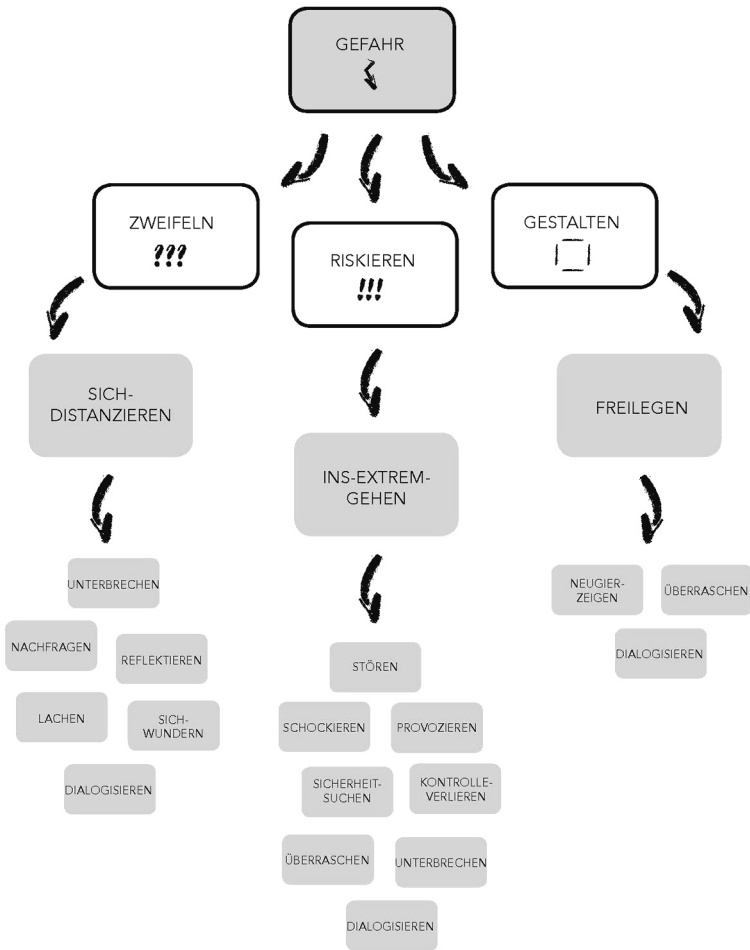 GEFAHR
ZWEIFELN
???
RISKIEREN
!!!
GESTALTEN
SICH-
DISTANZIEREN
INS-EXTREM-
GEHEN
FREILEGEN
UNTERBRECHEN
NACHFRAGEN
REFLEKTIEREN
LACHEN
SICH-
WUNDERN
DIALOGISIEREN
STÖREN
SCHOCKIEREN
PROVOZIEREN
SICHERHEIT-
SUCHEN
KONTROLLE-
VERLIEREN
ÜBERRASCHEN
UNTERBRECHEN
DIALOGISIEREN
NEUGIER-
ZEIGEN
ÜBERRASCHEN
DIALOGISIEREN